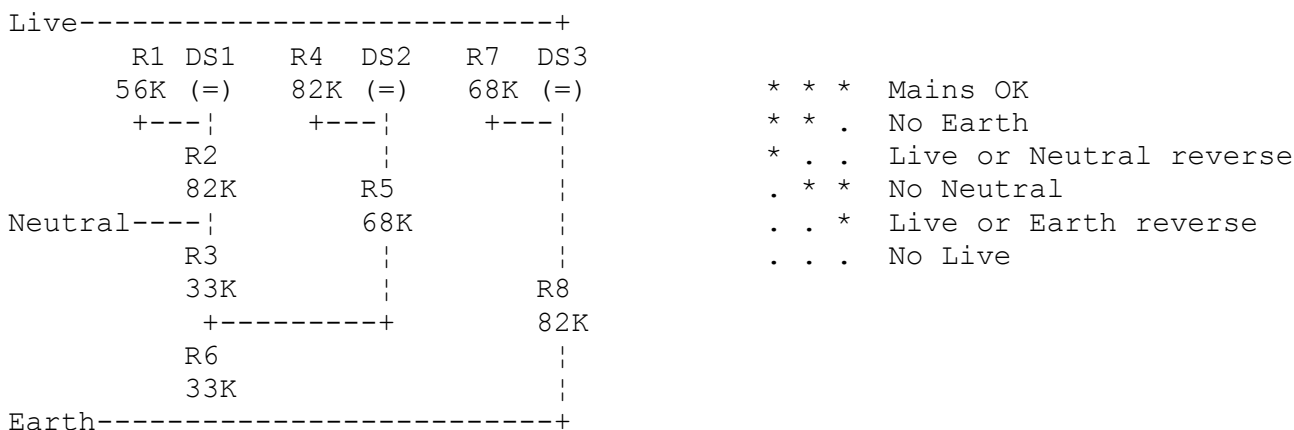 Live---------------------------+
R1 DS1 R4 DS2 R7 DS3
56K (=) 82K (=) 68K (=) * * * Mains OK
+---¦ +---¦ +---¦ * * . No Earth
R2 ¦ ¦ * . . Live or Neutral reverse
82K R5 ¦ . * * No Neutral
Neutral----¦ 68K ¦ . . * Live or Earth reverse
R3 ¦ ¦ . . . No Live
33K ¦ R8
+---------+ 82K
R6 ¦
33K ¦
Earth--------------------------+